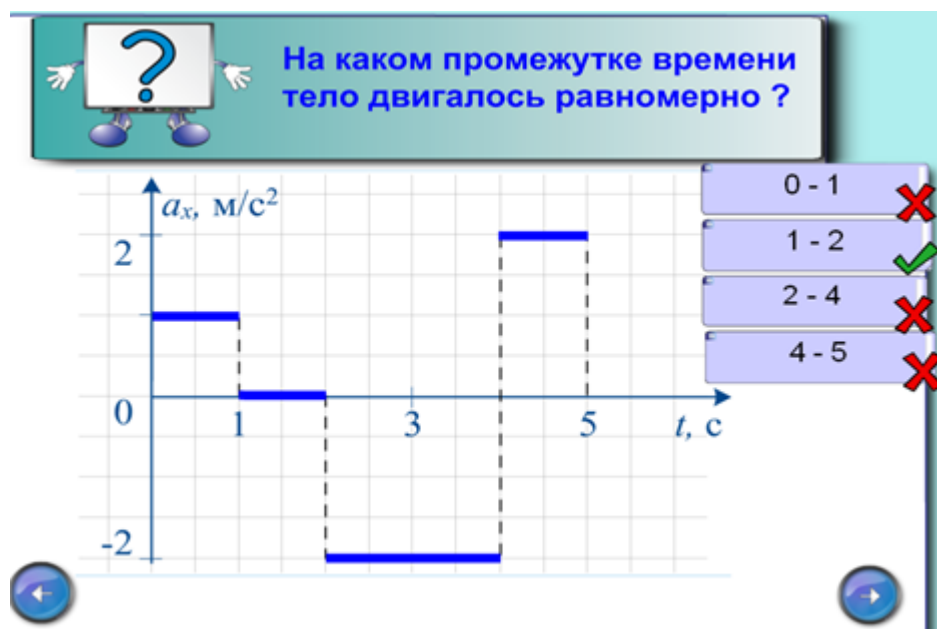 ?
На каком промежутке времени
тело двигалось равномерно ?
0 - 1
1 - 2
2 - 4
4 - 5
aₓ, м/с²
2
0
1
3
5
t, с
-2